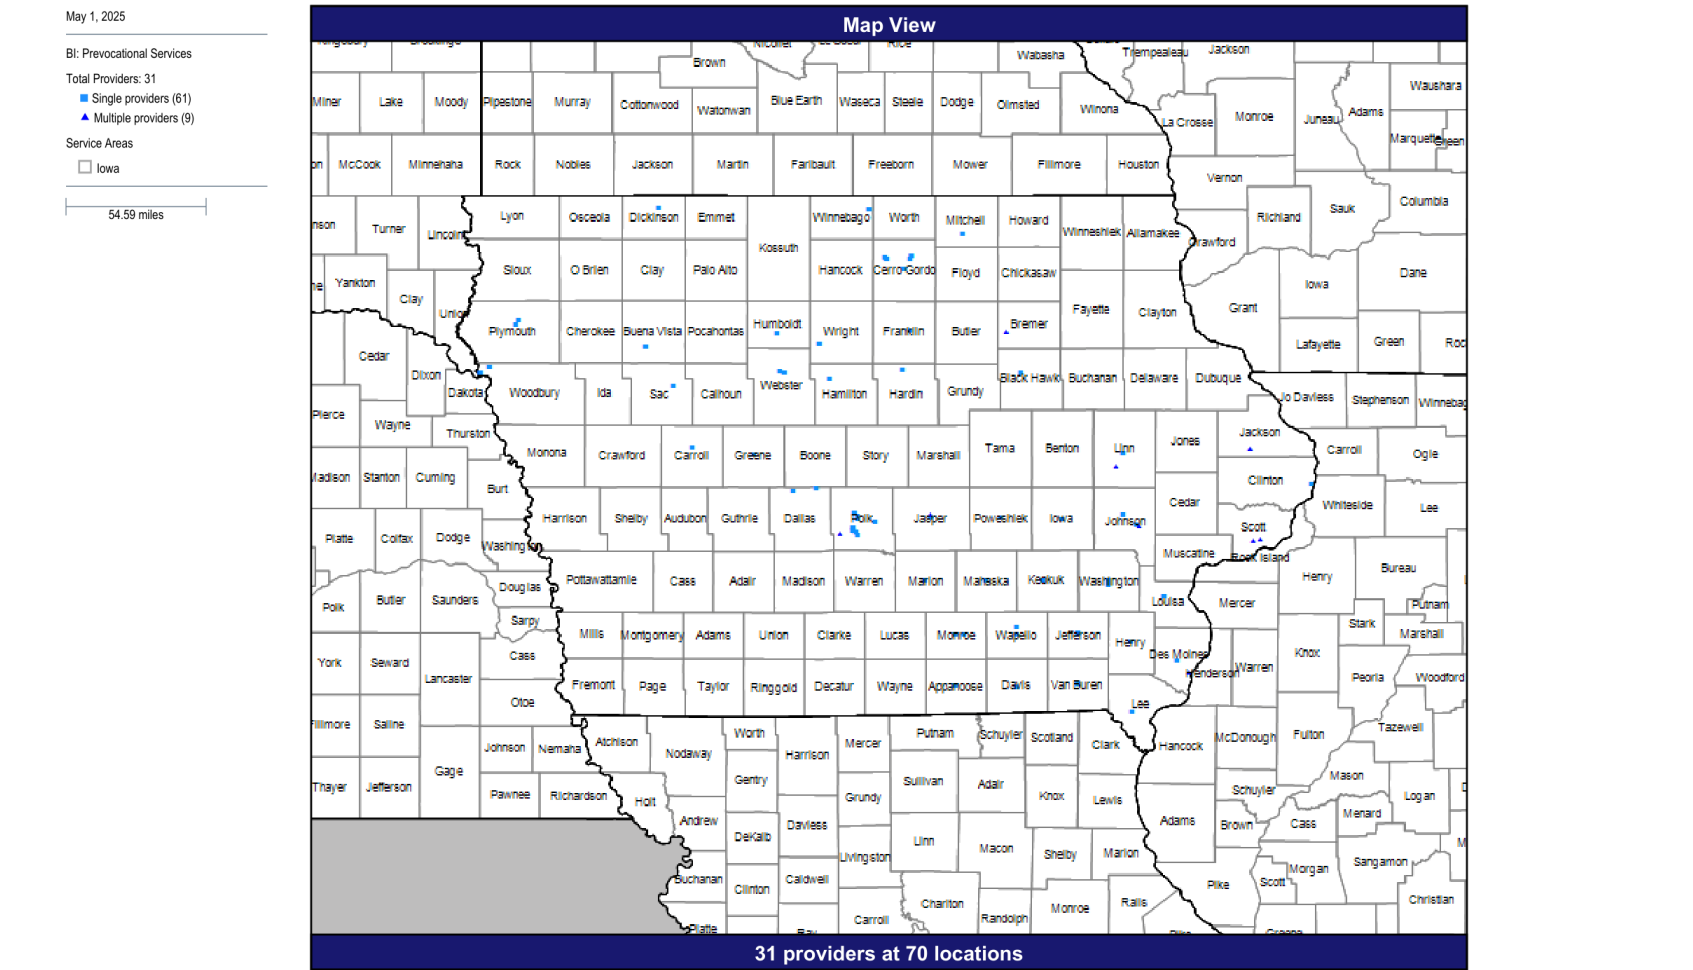 May 1, 2025
BI: Prevocational Services
Total Providers: 31
Single providers (61)
Multiple providers (9)
Service Areas
Iowa
54.59 miles
Map View
Brown Wabasha Trempealeau Jackson
Miner Lake Moody Pipestone Murray Cottonwood Watonwan Blue Earth Waseca Steele Dodge Olmsted Winona La Crosse Monroe Juneau Adams Waushara
Marquette Green
McCook Minnehaha Rock Nobles Jackson Martin Faribault Freeborn Mower Fillmore Houston Vernon
Turner Lincoln Lyon Osceola Dickinson Emmet Kossuth Winnebago Worth Mitchell Howard Winneshiek Allamakee Crawford Richland Sauk Columbia
Yankton Clay Union Sioux O Brien Clay Palo Alto Hancock Cerro Gordo Floyd Chickasaw Fayette Clayton Grant Iowa Dane
Cedar Dixon Plymouth Cherokee Buena Vista Pocahontas Humboldt Wright Franklin Butler Bremer Lafayette Green
Pierce Wayne Dakota Woodbury Ida Sac Calhoun Webster Hamilton Hardin Grundy Black Hawk Buchanan Delaware Dubuque Jo Daviess Stephenson Winnebag
Thurston Monona Crawford Carroll Greene Boone Story Marshall Tama Benton Linn Jones Jackson Carroll Ogle
Madison Stanton Cuming Burt Clinton Whiteside Lee
Platte Colfax Dodge Washington Harrison Shelby Audubon Guthrie Dallas Polk Jasper Poweshiek Iowa Johnson Cedar Scott Rock Island
Polk Butler Saunders Douglas Sarpy Pottawattamie Cass Adair Madison Warren Marion Mahaska Keokuk Washington Muscatine Louisa Mercer Henry Bureau Putnam
York Seward Lancaster Cass Mills Montgomery Adams Union Clarke Lucas Monroe Wapello Jefferson Henry Des Moines Henderson Warren Knox Stark Marshall
Otoe Fremont Page Taylor Ringgold Decatur Wayne Appanoose Davis Van Buren Lee Peoria Woodford
Fillmore Saline Johnson Nemaha Atchison Nodaway Worth Harrison Mercer Putnam Schuyler Scotland Clark Hancock McDonough Fulton Tazewell
Thayer Jefferson Gage Pawnee Richardson Holt Gentry Grundy Sullivan Adair Knox Lewis Adams Schuyler Mason Logan
Andrew DeKalb Daviess Livingston Linn Macon Shelby Marion Brown Cass Menard
Buchanan Clinton Caldwell Chariton Randolph Monroe Ralls Pike Scott Morgan Sangamon Christian
Platte Carroll
31 providers at 70 locations